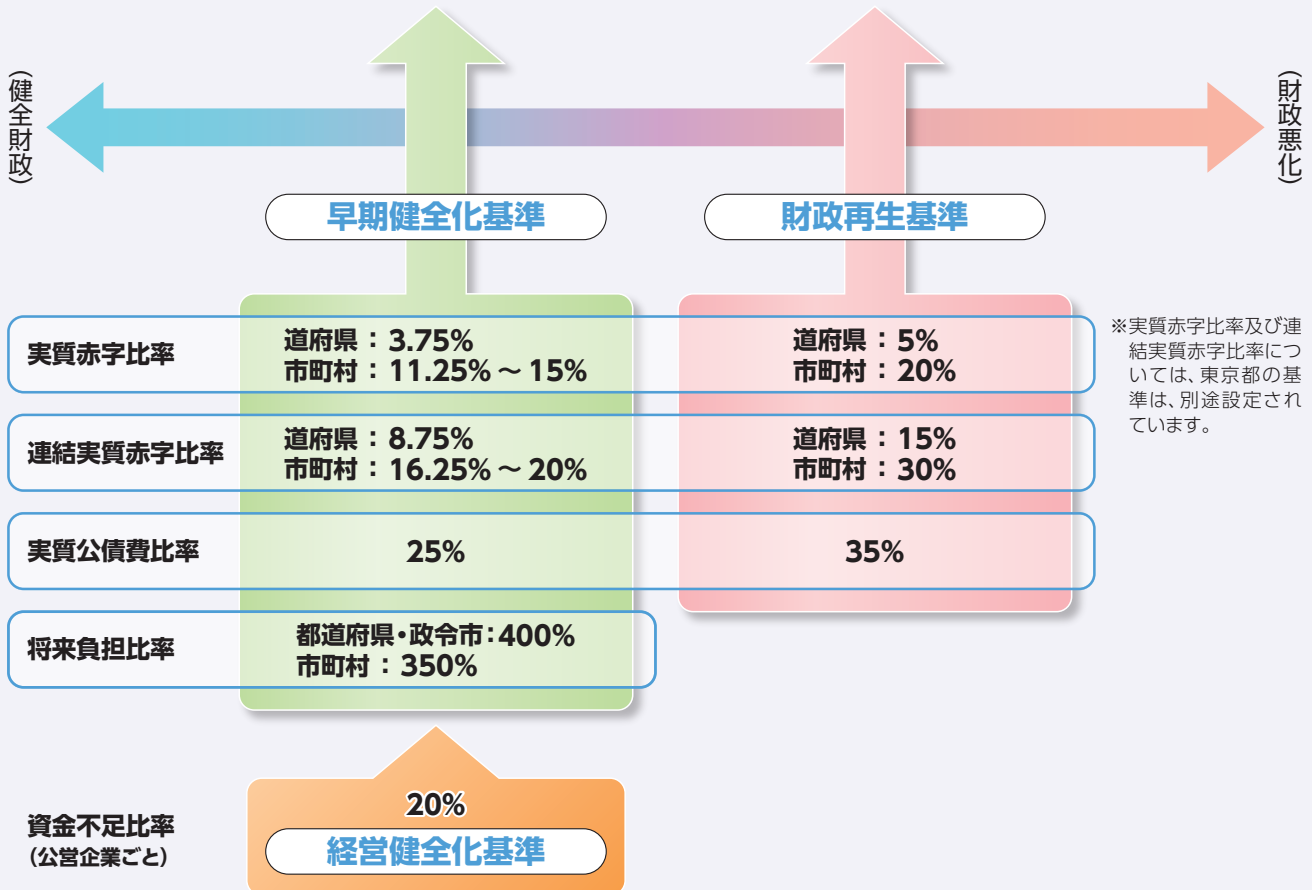 (健全財政)
(財政悪化)
早期健全化基準
財政再生基準
実質赤字比率
道府県：3.75%
市町村：11.25%～15%
道府県：5%
市町村：20%
※実質赤字比率及び連
結実質赤字比率につ
いては、東京都の基
準は、別途設定され
ています。
連結実質赤字比率
道府県：8.75%
市町村：16.25%～20%
道府県：15%
市町村：30%
実質公債費比率
25%
35%
将来負担比率
都道府県・政令市：400%
市町村：350%
資金不足比率
(公営企業ごと)
20%
経営健全化基準